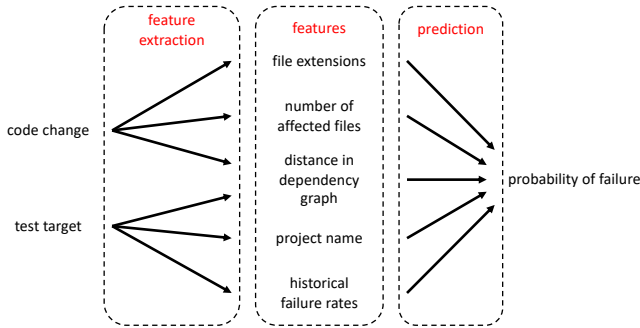 feature
extraction
features
prediction
code change
test target
file extensions
number of
affected files
distance in
dependency
graph
project name
historical
failure rates
probability of failure